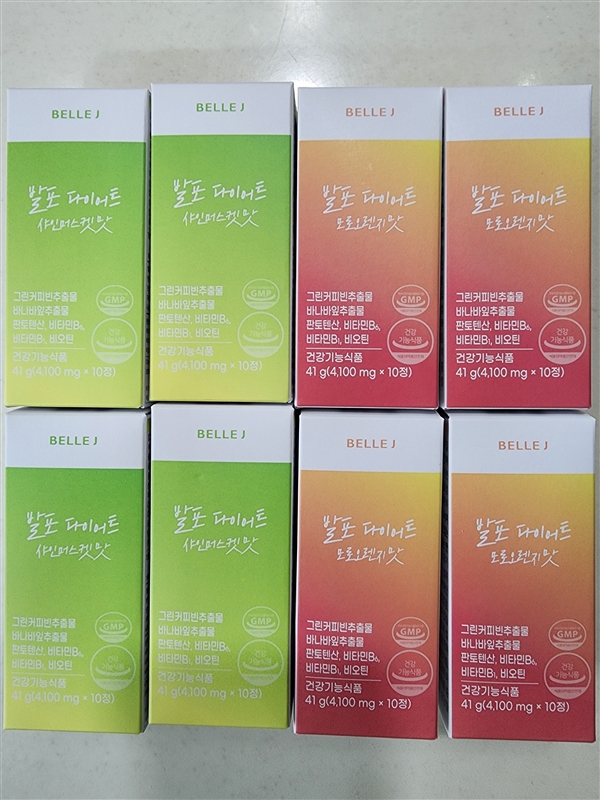 BELLE J
발포 다이어트
샤인머스켓맛
그린커피빈추출물
바나바잎추출물
판토텐산, 비타민B₆,
비타민B₁, 비오틴
건강기능식품
41 g(4,100 mg × 10정)
GMP
건강
기능식품
BELLE J
발포 다이어트
샤인머스켓맛
그린커피빈추출물
바나바잎추출물
판토텐산, 비타민B₆,
비타민B₁, 비오틴
건강기능식품
41 g(4,100 mg × 10정)
GMP
건강
기능식품
BELLE J
발포 다이어트
모로오렌지맛
그린커피빈추출물
바나바잎추출물
판토텐산, 비타민B₆,
비타민B₁, 비오틴
건강기능식품
41 g(4,100 mg × 10정)
GMP
건강
기능식품
BELLE J
발포 다이어트
모로오렌지맛
그린커피빈추출물
바나바잎추출물
판토텐산, 비타민B₆,
비타민B₁, 비오틴
건강기능식품
41 g(4,100 mg × 10정)
GMP
건강
기능식품
BELLE J
발포 다이어트
샤인머스켓맛
그린커피빈추출물
바나바잎추출물
판토텐산, 비타민B₆,
비타민B₁, 비오틴
건강기능식품
41 g(4,100 mg × 10정)
GMP
건강
기능식품
BELLE J
발포 다이어트
샤인머스켓맛
그린커피빈추출물
바나바잎추출물
판토텐산, 비타민B₆,
비타민B₁, 비오틴
건강기능식품
41 g(4,100 mg × 10정)
GMP
건강
기능식품
BELLE J
발포 다이어트
모로오렌지맛
그린커피빈추출물
바나바잎추출물
판토텐산, 비타민B₆,
비타민B₁, 비오틴
건강기능식품
41 g(4,100 mg × 10정)
GMP
건강
기능식품
BELLE J
발포 다이어트
모로오렌지맛
그린커피빈추출물
바나바잎추출물
판토텐산, 비타민B₆,
비타민B₁, 비오틴
건강기능식품
41 g(4,100 mg × 10정)
GMP
건강
기능식품